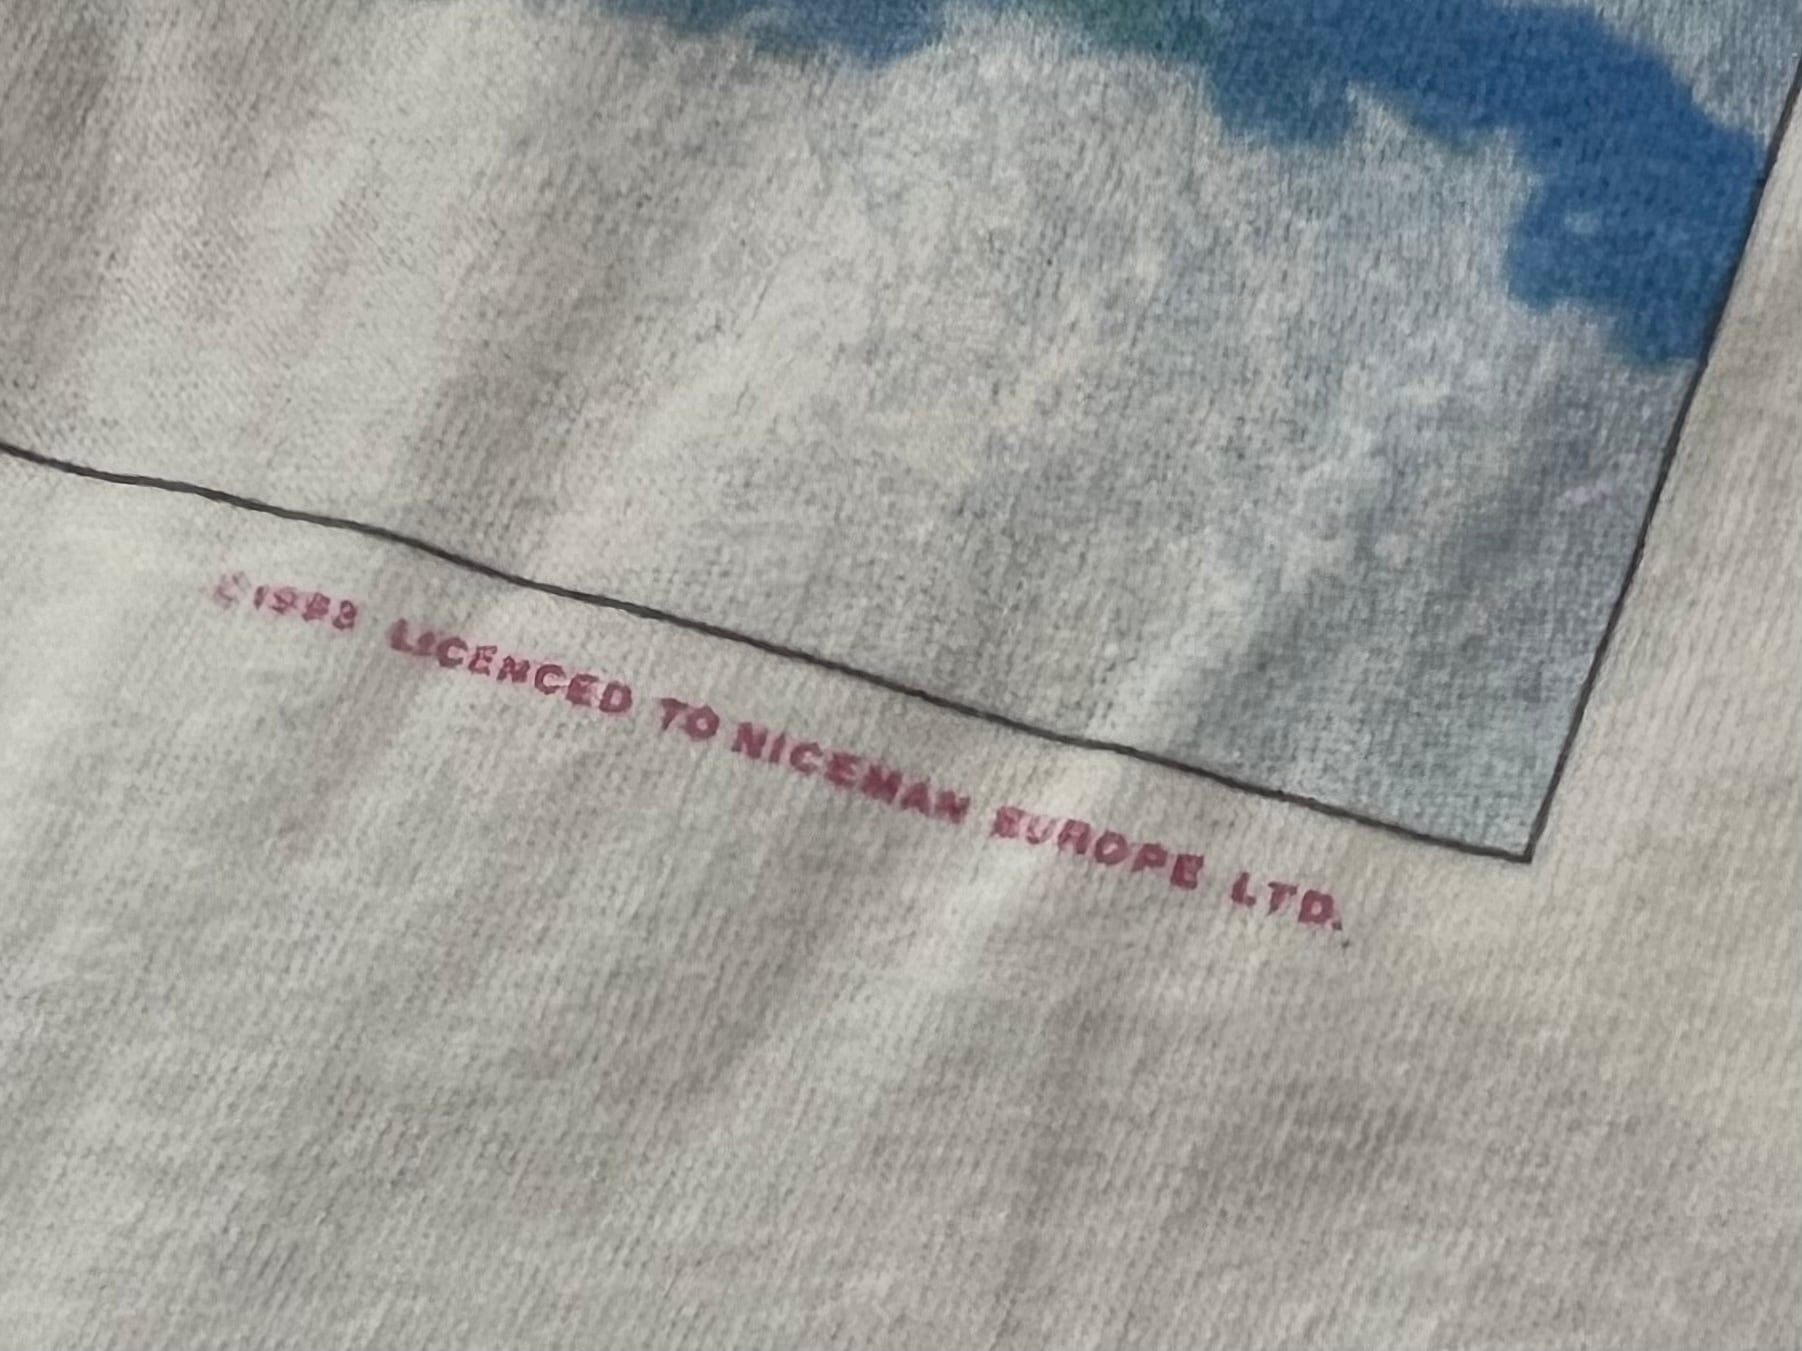 ©1993 LICENCED TO NICEMAN EUROPE LTD.